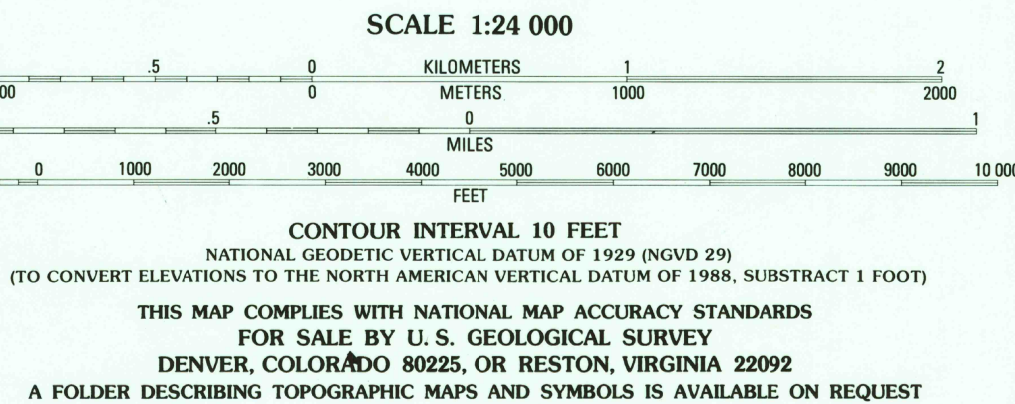 SCALE 1:24 000
.5 0 KILOMETERS 1 2
00 0 METERS 1000 2000
.5 0 1
MILES
0 1000 2000 3000 4000 5000 6000 7000 8000 9000 10 000
FEET
CONTOUR INTERVAL 10 FEET
NATIONAL GEODETIC VERTICAL DATUM OF 1929 (NGVD 29)
(TO CONVERT ELEVATIONS TO THE NORTH AMERICAN VERTICAL DATUM OF 1988, SUBSTRACT 1 FOOT)
THIS MAP COMPLIES WITH NATIONAL MAP ACCURACY STANDARDS
FOR SALE BY U. S. GEOLOGICAL SURVEY
DENVER, COLORADO 80225, OR RESTON, VIRGINIA 22092
A FOLDER DESCRIBING TOPOGRAPHIC MAPS AND SYMBOLS IS AVAILABLE ON REQUEST